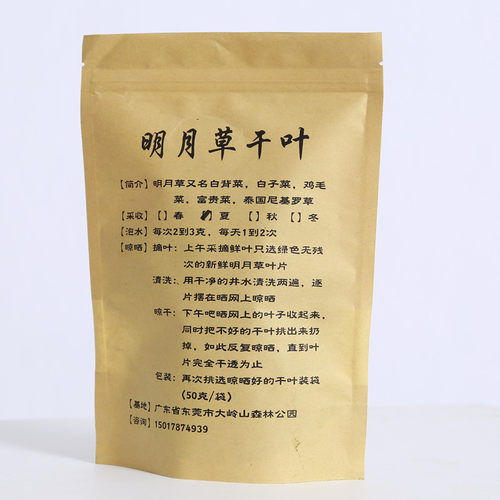 明月草干叶
【简介】明月草又名白背菜，白子菜，鸡毛
菜，富贵菜，泰国尼基罗草
【采收】【】春 【】夏 【】秋 【】冬
【泡水】每次2到3克，每天1到2次
【晾晒】摘叶：上午采摘鲜叶只选绿色无残
次的新鲜明月草叶片
清洗：用干净的井水清洗两遍，逐
片摆在晒网上晾晒
晾干：下午吧晒网上的叶子收起来，
同时把不好的干叶挑出来扔
掉，如此反复晾晒，直到叶
片完全干透为止
包装：再次挑选晾晒好的干叶装袋
(50克/袋)
【基地】广东省东莞市大岭山森林公园
【咨询】15017874939